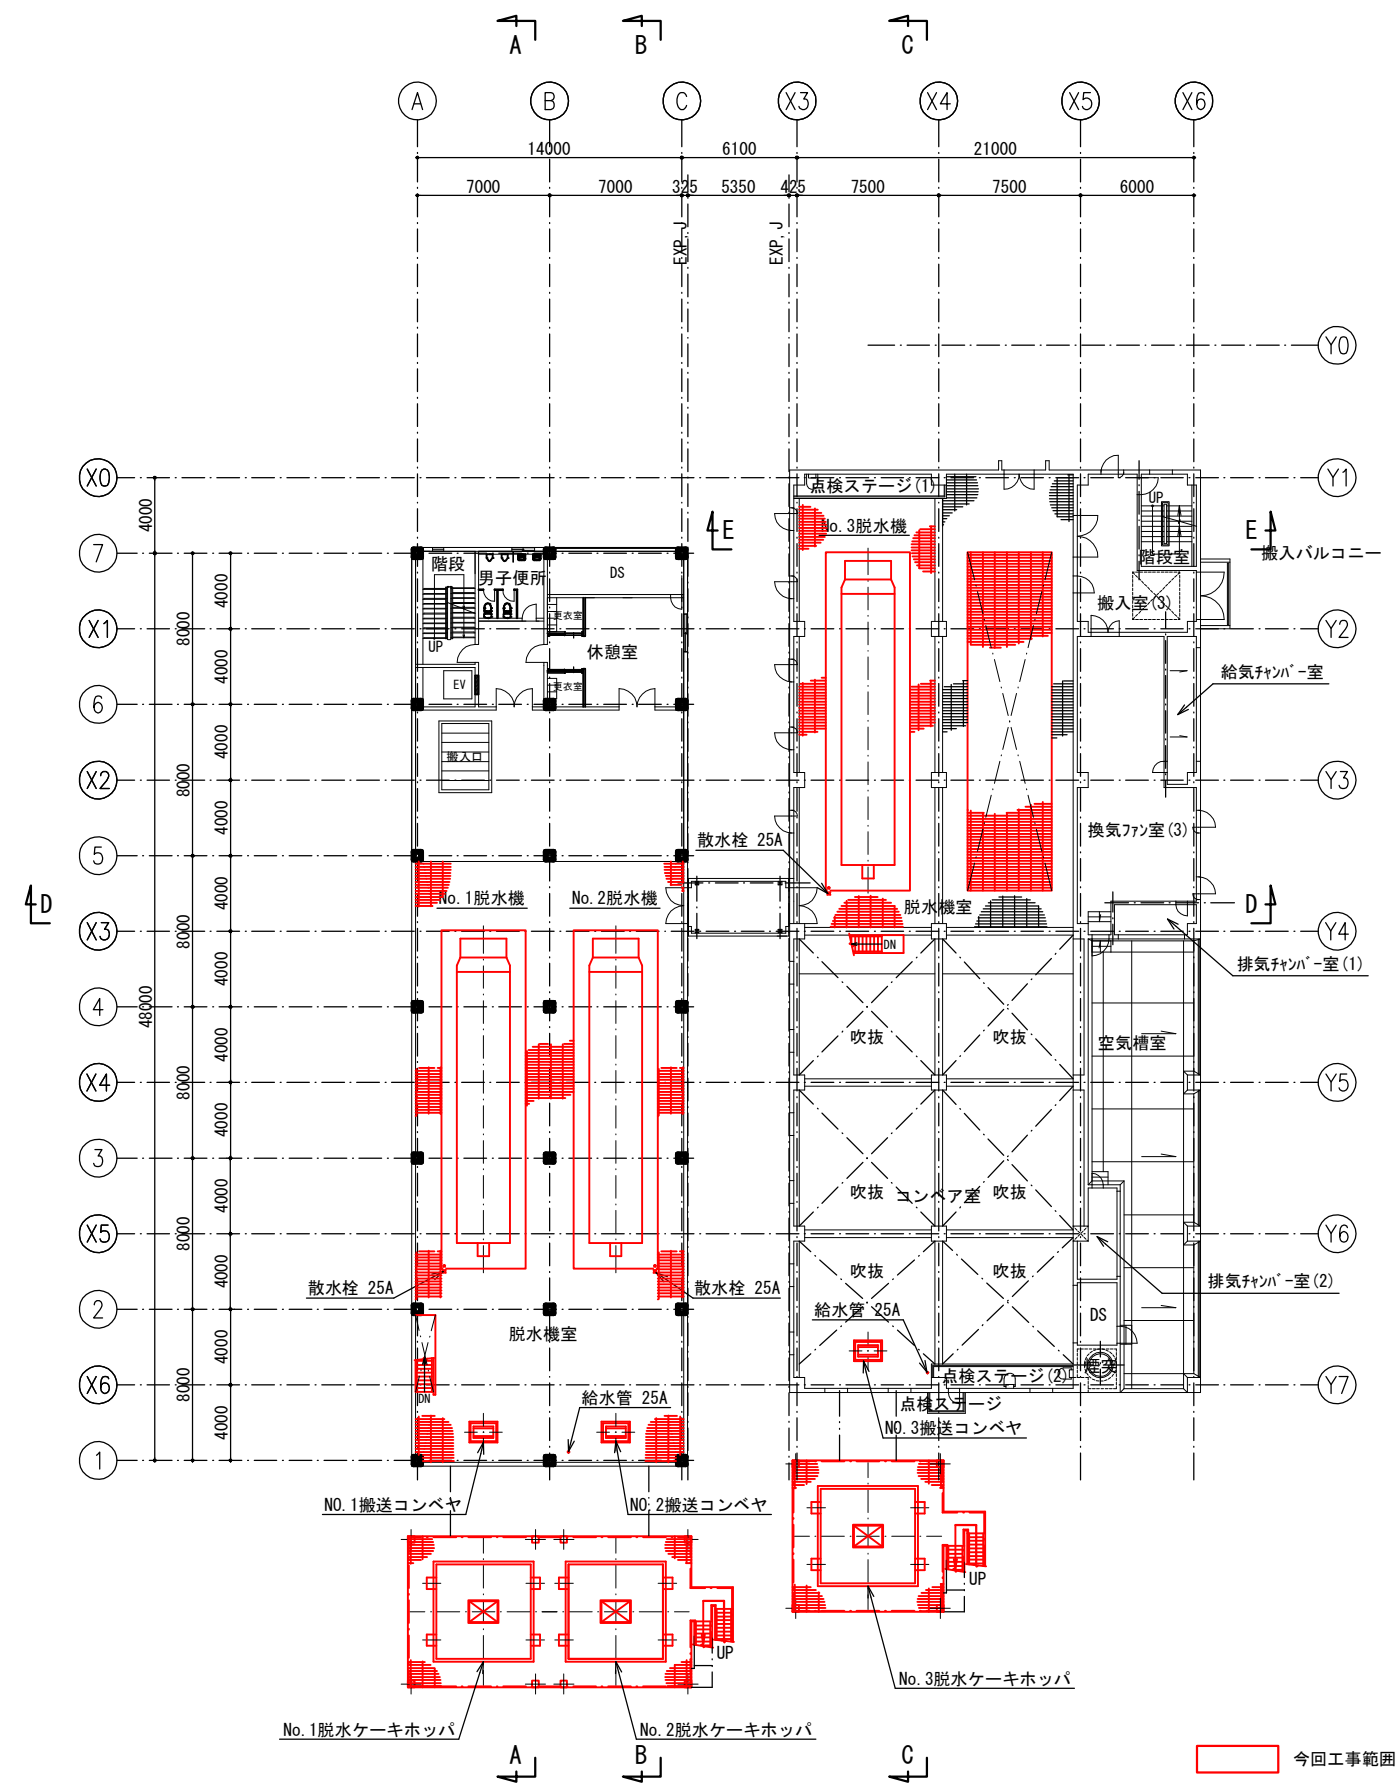 A
B
C
A
B
C
X3
X4
X5
X6
14000
6100
21000
7000
7000
325
5350
425
7500
7500
6000
EXP, J
EXP, J
Y0
X0
7
X1
6
X2
5
X3
4
X4
3
X5
2
X6
1
Y1
Y2
Y3
Y4
Y5
Y6
Y7
4000
8000
8000
48000
8000
8000
8000
8000
4000
4000
4000
4000
4000
4000
4000
4000
4000
4000
4000
4000
E
E
D
D
階段
男子便所
DS
更衣室
休憩室
UP
EV
更衣室
搬入口
No. 1脱水機
No. 2脱水機
散水栓 25A
散水栓 25A
散水栓 25A
脱水機室
DN
給水管 25A
NO. 1搬送コンベヤ
NO. 2搬送コンベヤ
UP
No. 1脱水ケーキホッパ
No. 2脱水ケーキホッパ
点検ステージ(1)
No. 3脱水機
UP
階段室
搬入バルコニー
搬入室(3)
給気チャンバー室
換気ファン室(3)
脱水機室
DN
排気チャンバー室(1)
吹抜
吹抜
空気槽室
吹抜
コンベア室
吹抜
吹抜
吹抜
排気チャンバー室(2)
給水管 25A
DS
煙突
点検ステージ(2)
点検ステージ
NO. 3搬送コンベヤ
UP
No. 3脱水ケーキホッパ
A
B
C
今回工事範囲